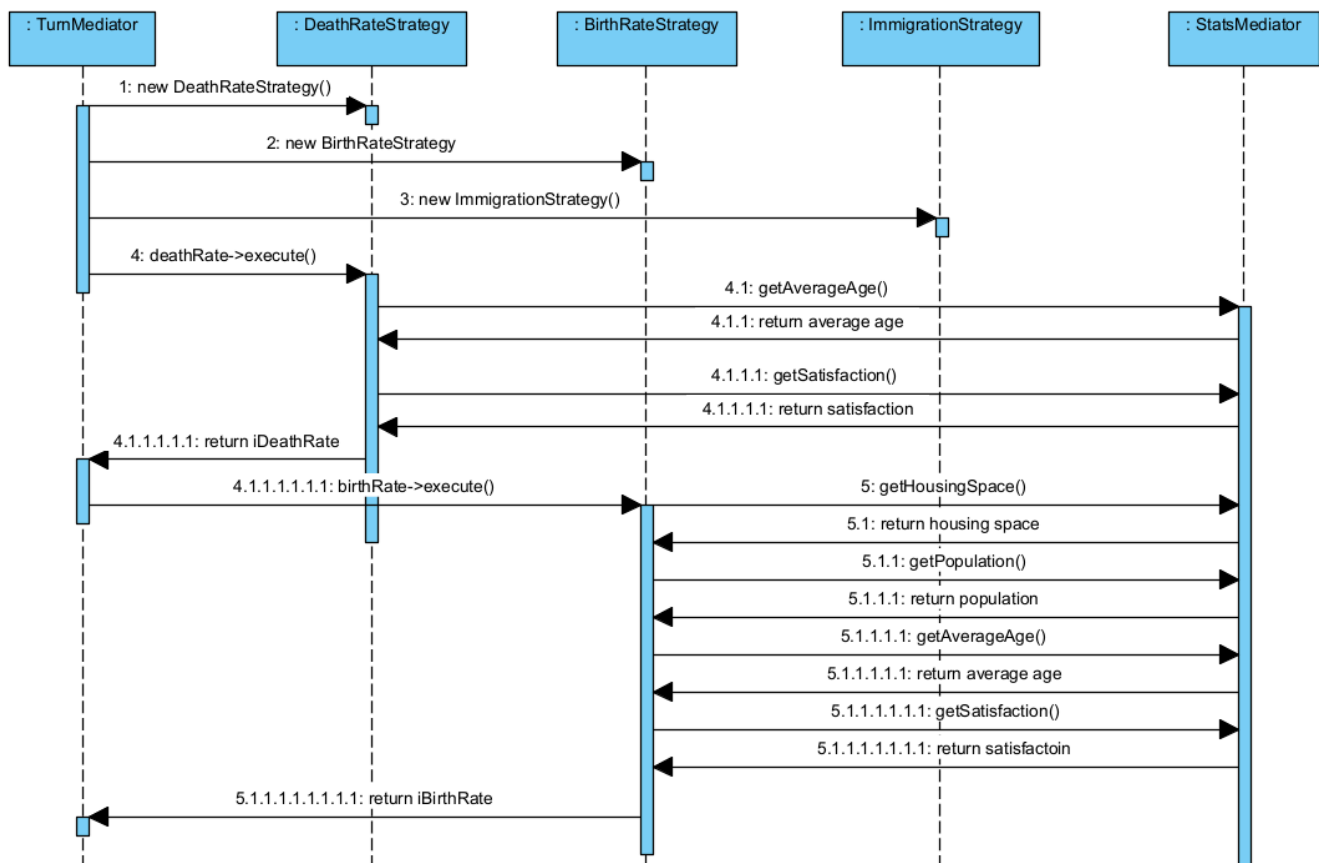 : TurnMediator
: DeathRateStrategy
: BirthRateStrategy
: ImmigrationStrategy
: StatsMediator
1: new DeathRateStrategy()
2: new BirthRateStrategy
3: new ImmigrationStrategy()
4: deathRate->execute()
4.1: getAverageAge()
4.1.1: return average age
4.1.1.1: getSatisfaction()
4.1.1.1.1: return satisfaction
4.1.1.1.1.1: return iDeathRate
4.1.1.1.1.1.1: birthRate->execute()
5: getHousingSpace()
5.1: return housing space
5.1.1: getPopulation()
5.1.1.1: return population
5.1.1.1.1: getAverageAge()
5.1.1.1.1.1: return average age
5.1.1.1.1.1.1: getSatisfaction()
5.1.1.1.1.1.1.1: return satisfactoin
5.1.1.1.1.1.1.1.1: return iBirthRate